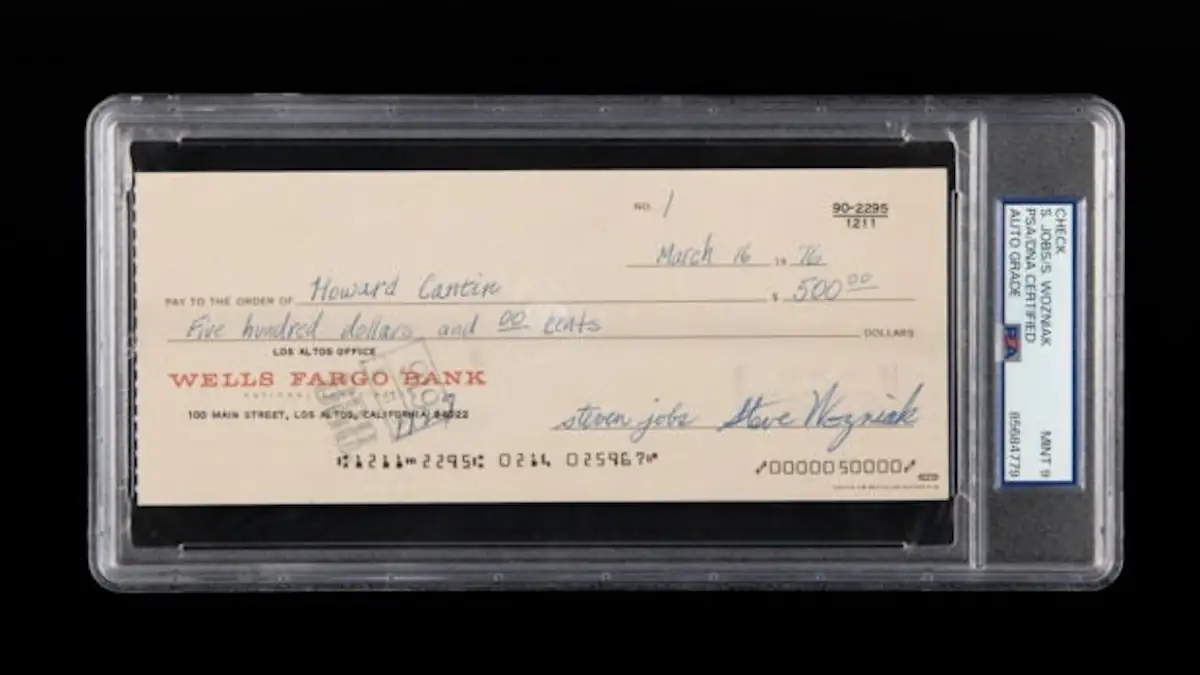 NO. 1
90-2295
1211
March 16 19 76
PAY TO THE ORDER OF Howard Cantin $ 500 00
Five hundred dollars and 00 cents DOLLARS
LOS ALTOS OFFICE
WELLS FARGO BANK
100 MAIN STREET, LOS ALTOS, CALIFORNIA 94022
steven jobs Steve Wozniak
⑆1211⑉2295⑆ 0214 025967⑈
⑇0000050000⑇
CHECK
S. JOBS/S. WOZNIAK
PSA/DNA CERTIFIED
AUTO GRADE
PSA
MINT 9
85684779